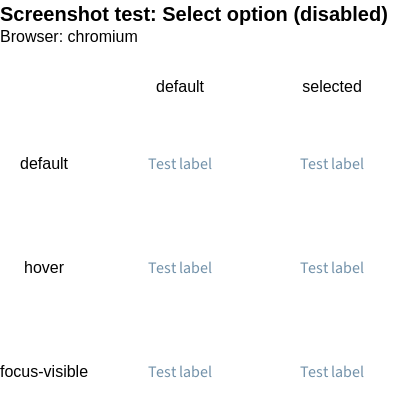 Screenshot test: Select option (disabled)
Browser: chromium
default selected
default Test label Test label
hover Test label Test label
focus-visible Test label Test label